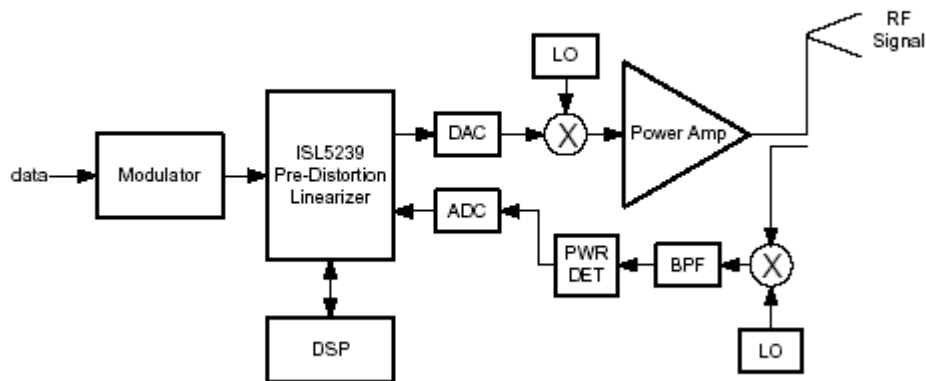 RF
Signal
LO
DAC
Power Amp
ISL5239
Pre-Distortion
Linearizer
data
Modulator
ADC
PWR
DET
BPF
X
X
DSP
LO